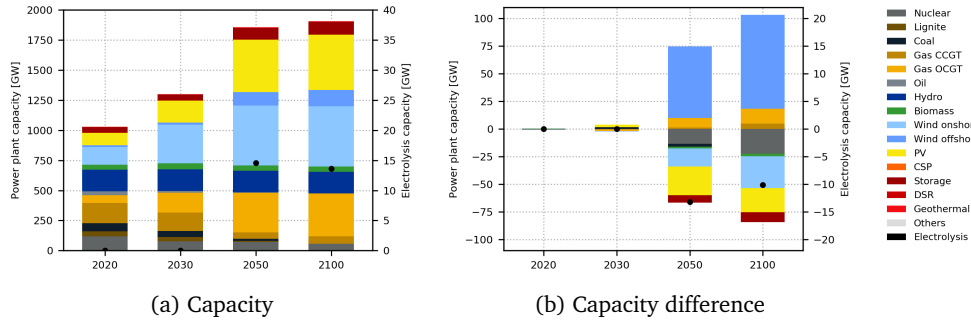 2000
1750
1500
1250
1000
750
500
250
0
Power plant capacity [GW]
40
35
30
25
20
15
10
5
0
Electrolysis capacity [GW]
2020 2030 2050 2100
(a) Capacity
100
75
50
25
0
−25
−50
−75
−100
Power plant capacity [GW]
20
15
10
5
0
−5
−10
−15
−20
Electrolysis capacity [GW]
2020 2030 2050 2100
(b) Capacity difference
Nuclear
Lignite
Coal
Gas CCGT
Gas OCGT
Oil
Hydro
Biomass
Wind onshor
Wind offshor
PV
CSP
Storage
DSR
Geothermal
Others
Electrolysis